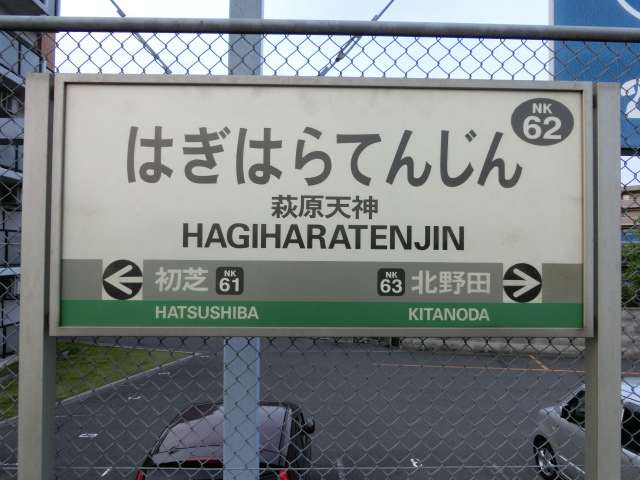 NK
62
はぎはらてんじん
萩原天神
HAGIHARATENJIN
初芝 NK 61
NK 63 北野田
HATSUSHIBA
KITANODA